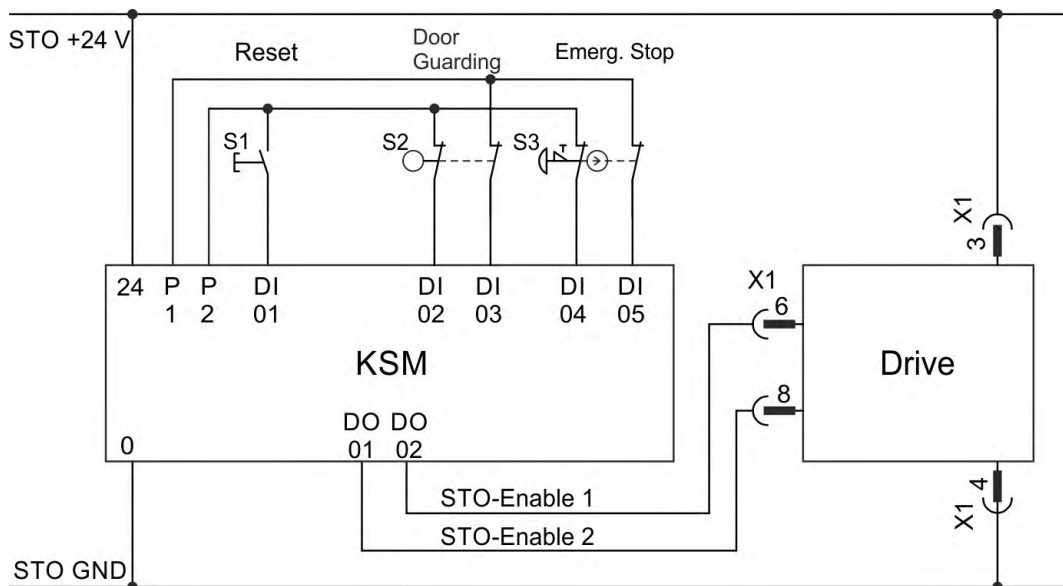 STO +24 V
Reset
Door
Guarding
Emerg. Stop
S1
S2
S3
X1
3
24
P
1
P
2
DI
01
DI
02
DI
03
DI
04
DI
05
X1
6
8
KSM
Drive
0
DO
01
DO
02
4
X1
STO-Enable 1
STO-Enable 2
STO GND